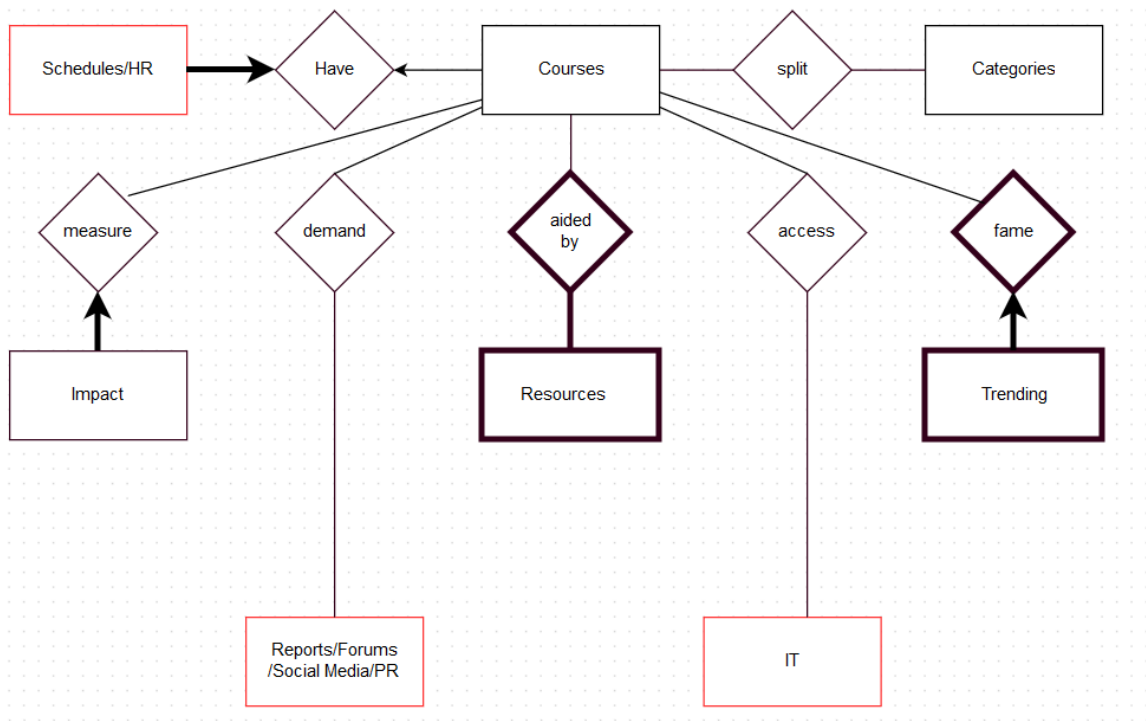 Schedules/HR
Have
Courses
split
Categories
measure
demand
aided
by
access
fame
Impact
Resources
Trending
Reports/Forums
/Social Media/PR
IT